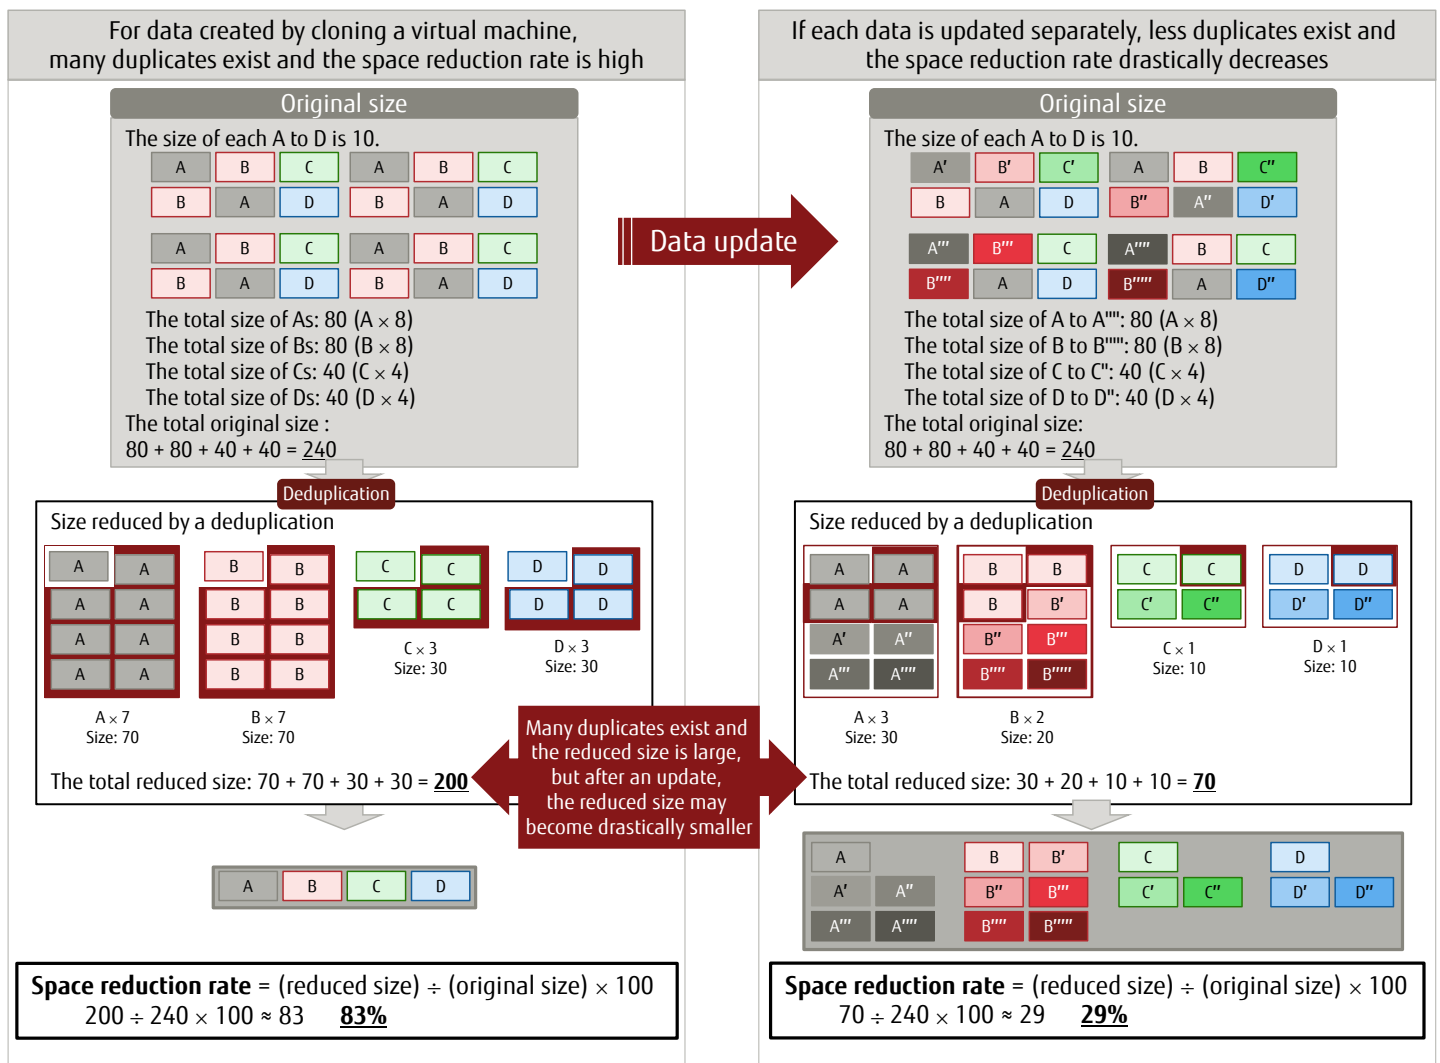 For data created by cloning a virtual machine,
many duplicates exist and the space reduction rate is high
Original size
The size of each A to D is 10.
A B C A B C
B A D B A D
A B C A B C
B A D B A D
The total size of As: 80 (A × 8)
The total size of Bs: 80 (B × 8)
The total size of Cs: 40 (C × 4)
The total size of Ds: 40 (D × 4)
The total original size :
80 + 80 + 40 + 40 = 240
Deduplication
Size reduced by a deduplication
A A B B C C D D
A A B B C C D D
A A B B
A A B B
C × 3
Size: 30
D × 3
Size: 30
A × 7
Size: 70
B × 7
Size: 70
The total reduced size: 70 + 70 + 30 + 30 = 200
A B C D
Space reduction rate = (reduced size) ÷ (original size) × 100
200 ÷ 240 × 100 ≈ 83 83%
Data update
Many duplicates exist and
the reduced size is large,
but after an update,
the reduced size may
become drastically smaller
If each data is updated separately, less duplicates exist and
the space reduction rate drastically decreases
Original size
The size of each A to D is 10.
A' B' C' A B C''
B A D B'' A'' D'
A''' B''' C A'''' B C
B'''' A D B''''' A D''
The total size of A to A'''': 80 (A × 8)
The total size of B to B''''': 80 (B × 8)
The total size of C to C'': 40 (C × 4)
The total size of D to D'': 40 (D × 4)
The total original size:
80 + 80 + 40 + 40 = 240
Deduplication
Size reduced by a deduplication
A A B B C C D D
A A B B' C' C'' D' D''
A' A'' B'' B'''
A''' A'''' B'''' B'''''
C × 1
Size: 10
D × 1
Size: 10
A × 3
Size: 30
B × 2
Size: 20
The total reduced size: 30 + 20 + 10 + 10 = 70
A B B' C D
A' A'' B'' B''' C' C'' D' D''
A''' A'''' B'''' B'''''
Space reduction rate = (reduced size) ÷ (original size) × 100
70 ÷ 240 × 100 ≈ 29 29%